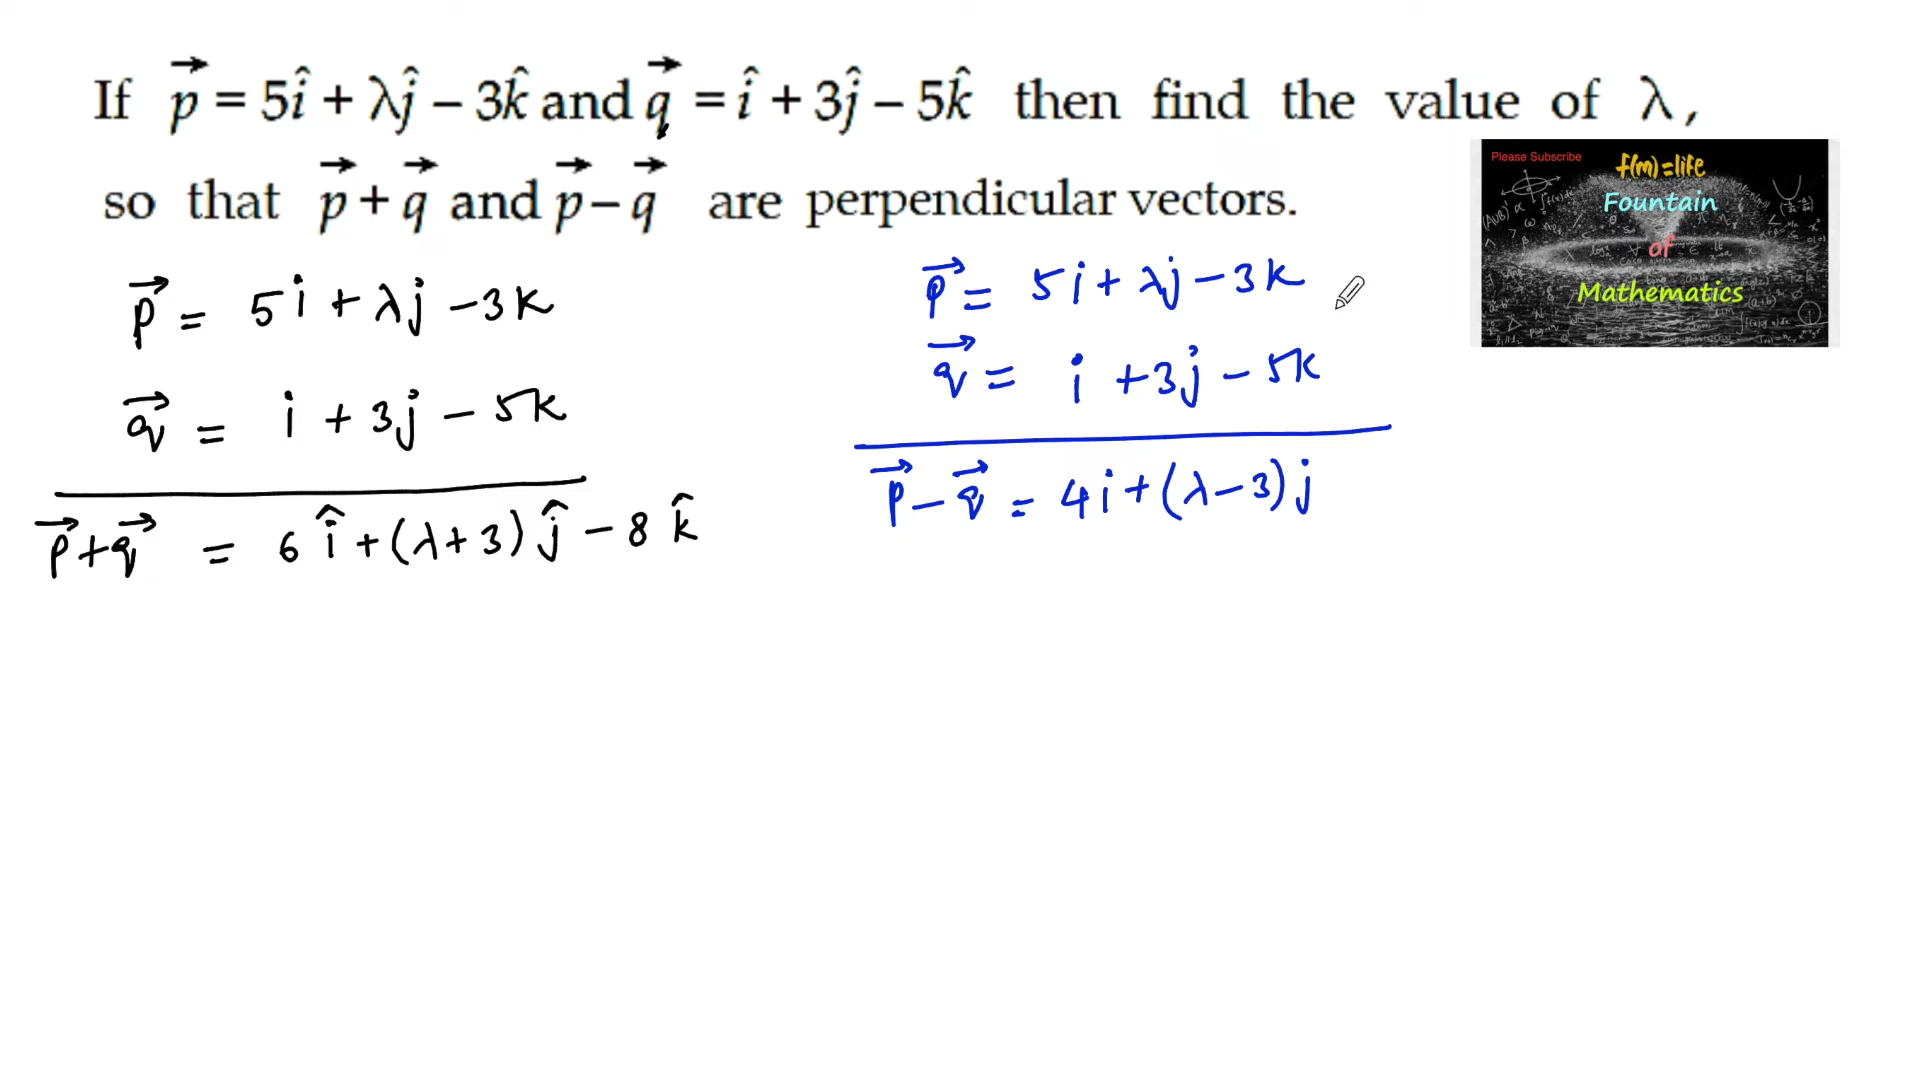 If p⃗ = 5î + λĵ – 3k̂ and q⃗ = î + 3ĵ – 5k̂ then find the value of λ,
so that p⃗ + q⃗ and p⃗ – q⃗ are perpendicular vectors.
Please Subscribe
f(m)=life
Fountain
of
Mathematics
p⃗ = 5i + λj – 3k
q⃗ = i + 3j – 5k
p⃗+q⃗ = 6î + (λ+3)ĵ – 8k̂
p⃗ = 5i + λj – 3k
q⃗ = i + 3j – 5k
p⃗ – q⃗ = 4i + (λ–3)j